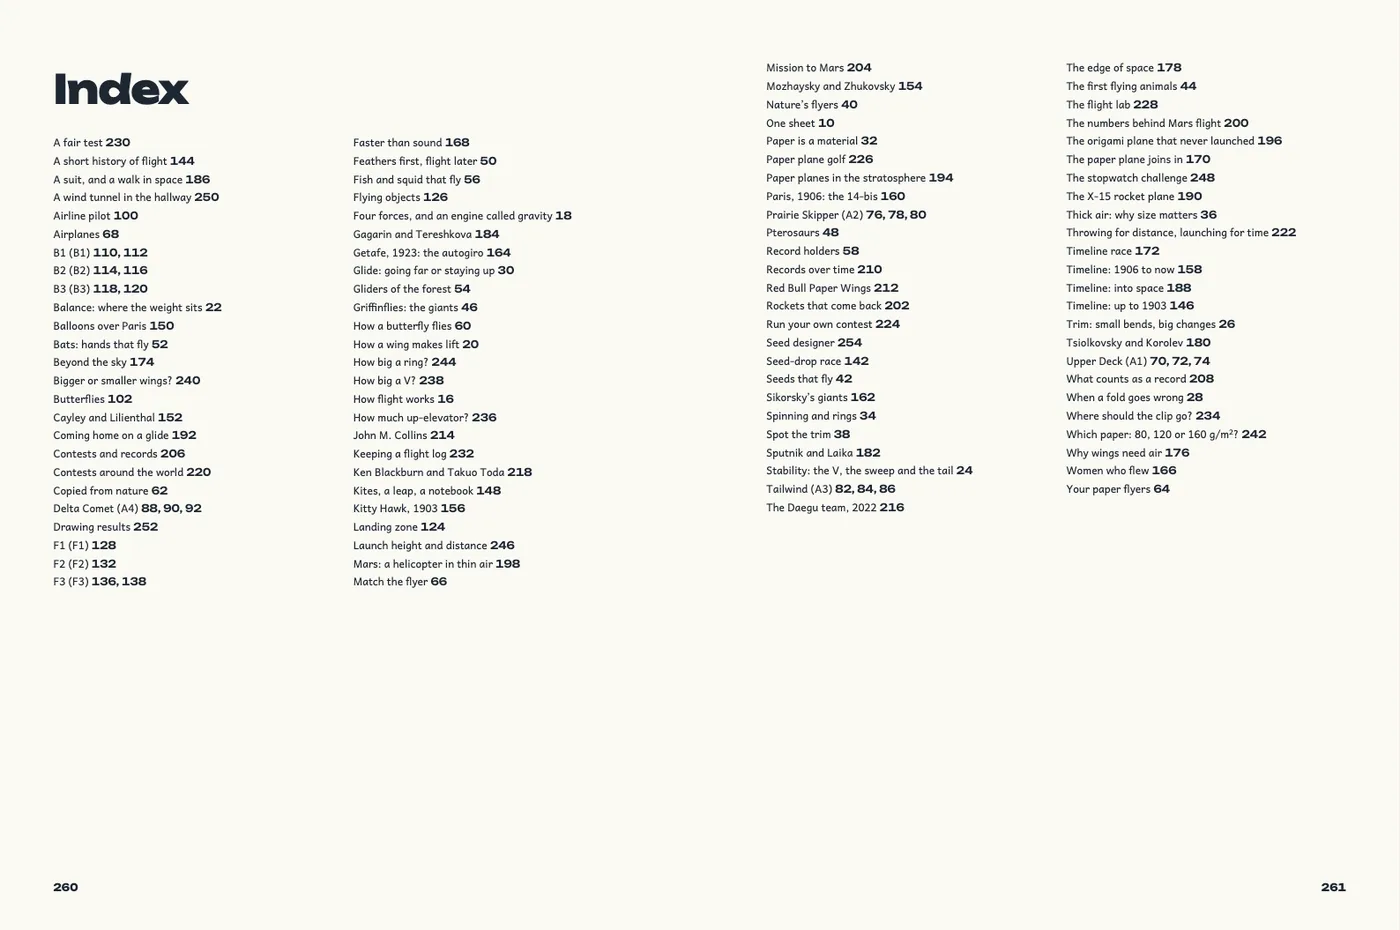 Index
A fair test 230
A short history of flight 144
A suit, and a walk in space 186
A wind tunnel in the hallway 250
Airline pilot 100
Airplanes 68
B1 (B1) 110, 112
B2 (B2) 114, 116
B3 (B3) 118, 120
Balance: where the weight sits 22
Balloons over Paris 150
Bats: hands that fly 52
Beyond the sky 174
Bigger or smaller wings? 240
Butterflies 102
Cayley and Lilienthal 152
Coming home on a glide 192
Contests and records 206
Contests around the world 220
Copied from nature 62
Delta Comet (A4) 88, 90, 92
Drawing results 252
F1 (F1) 128
F2 (F2) 132
F3 (F3) 136, 138
Faster than sound 168
Feathers first, flight later 50
Fish and squid that fly 56
Flying objects 126
Four forces, and an engine called gravity 18
Gagarin and Tereshkova 184
Getafe, 1923: the autogiro 164
Glide: going far or staying up 30
Gliders of the forest 54
Griffinflies: the giants 46
How a butterfly flies 60
How a wing makes lift 20
How big a ring? 244
How big a V? 238
How flight works 16
How much up-elevator? 236
John M. Collins 214
Keeping a flight log 232
Ken Blackburn and Takuo Toda 218
Kites, a leap, a notebook 148
Kitty Hawk, 1903 156
Landing zone 124
Launch height and distance 246
Mars: a helicopter in thin air 198
Match the flyer 66
260
Mission to Mars 204
Mozhaysky and Zhukovsky 154
Nature's flyers 40
One sheet 10
Paper is a material 32
Paper plane golf 226
Paper planes in the stratosphere 194
Paris, 1906: the 14-bis 160
Prairie Skipper (A2) 76, 78, 80
Pterosaurs 48
Record holders 58
Records over time 210
Red Bull Paper Wings 212
Rockets that come back 202
Run your own contest 224
Seed designer 254
Seed-drop race 142
Seeds that fly 42
Sikorsky's giants 162
Spinning and rings 34
Spot the trim 38
Sputnik and Laika 182
Stability: the V, the sweep and the tail 24
Tailwind (A3) 82, 84, 86
The Daegu team, 2022 216
The edge of space 178
The first flying animals 44
The flight lab 228
The numbers behind Mars flight 200
The origami plane that never launched 196
The paper plane joins in 170
The stopwatch challenge 248
The X-15 rocket plane 190
Thick air: why size matters 36
Throwing for distance, launching for time 222
Timeline race 172
Timeline: 1906 to now 158
Timeline: into space 188
Timeline: up to 1903 146
Trim: small bends, big changes 26
Tsiolkovsky and Korolev 180
Upper Deck (A1) 70, 72, 74
What counts as a record 208
When a fold goes wrong 28
Where should the clip go? 234
Which paper: 80, 120 or 160 g/m²? 242
Why wings need air 176
Women who flew 166
Your paper flyers 64
261